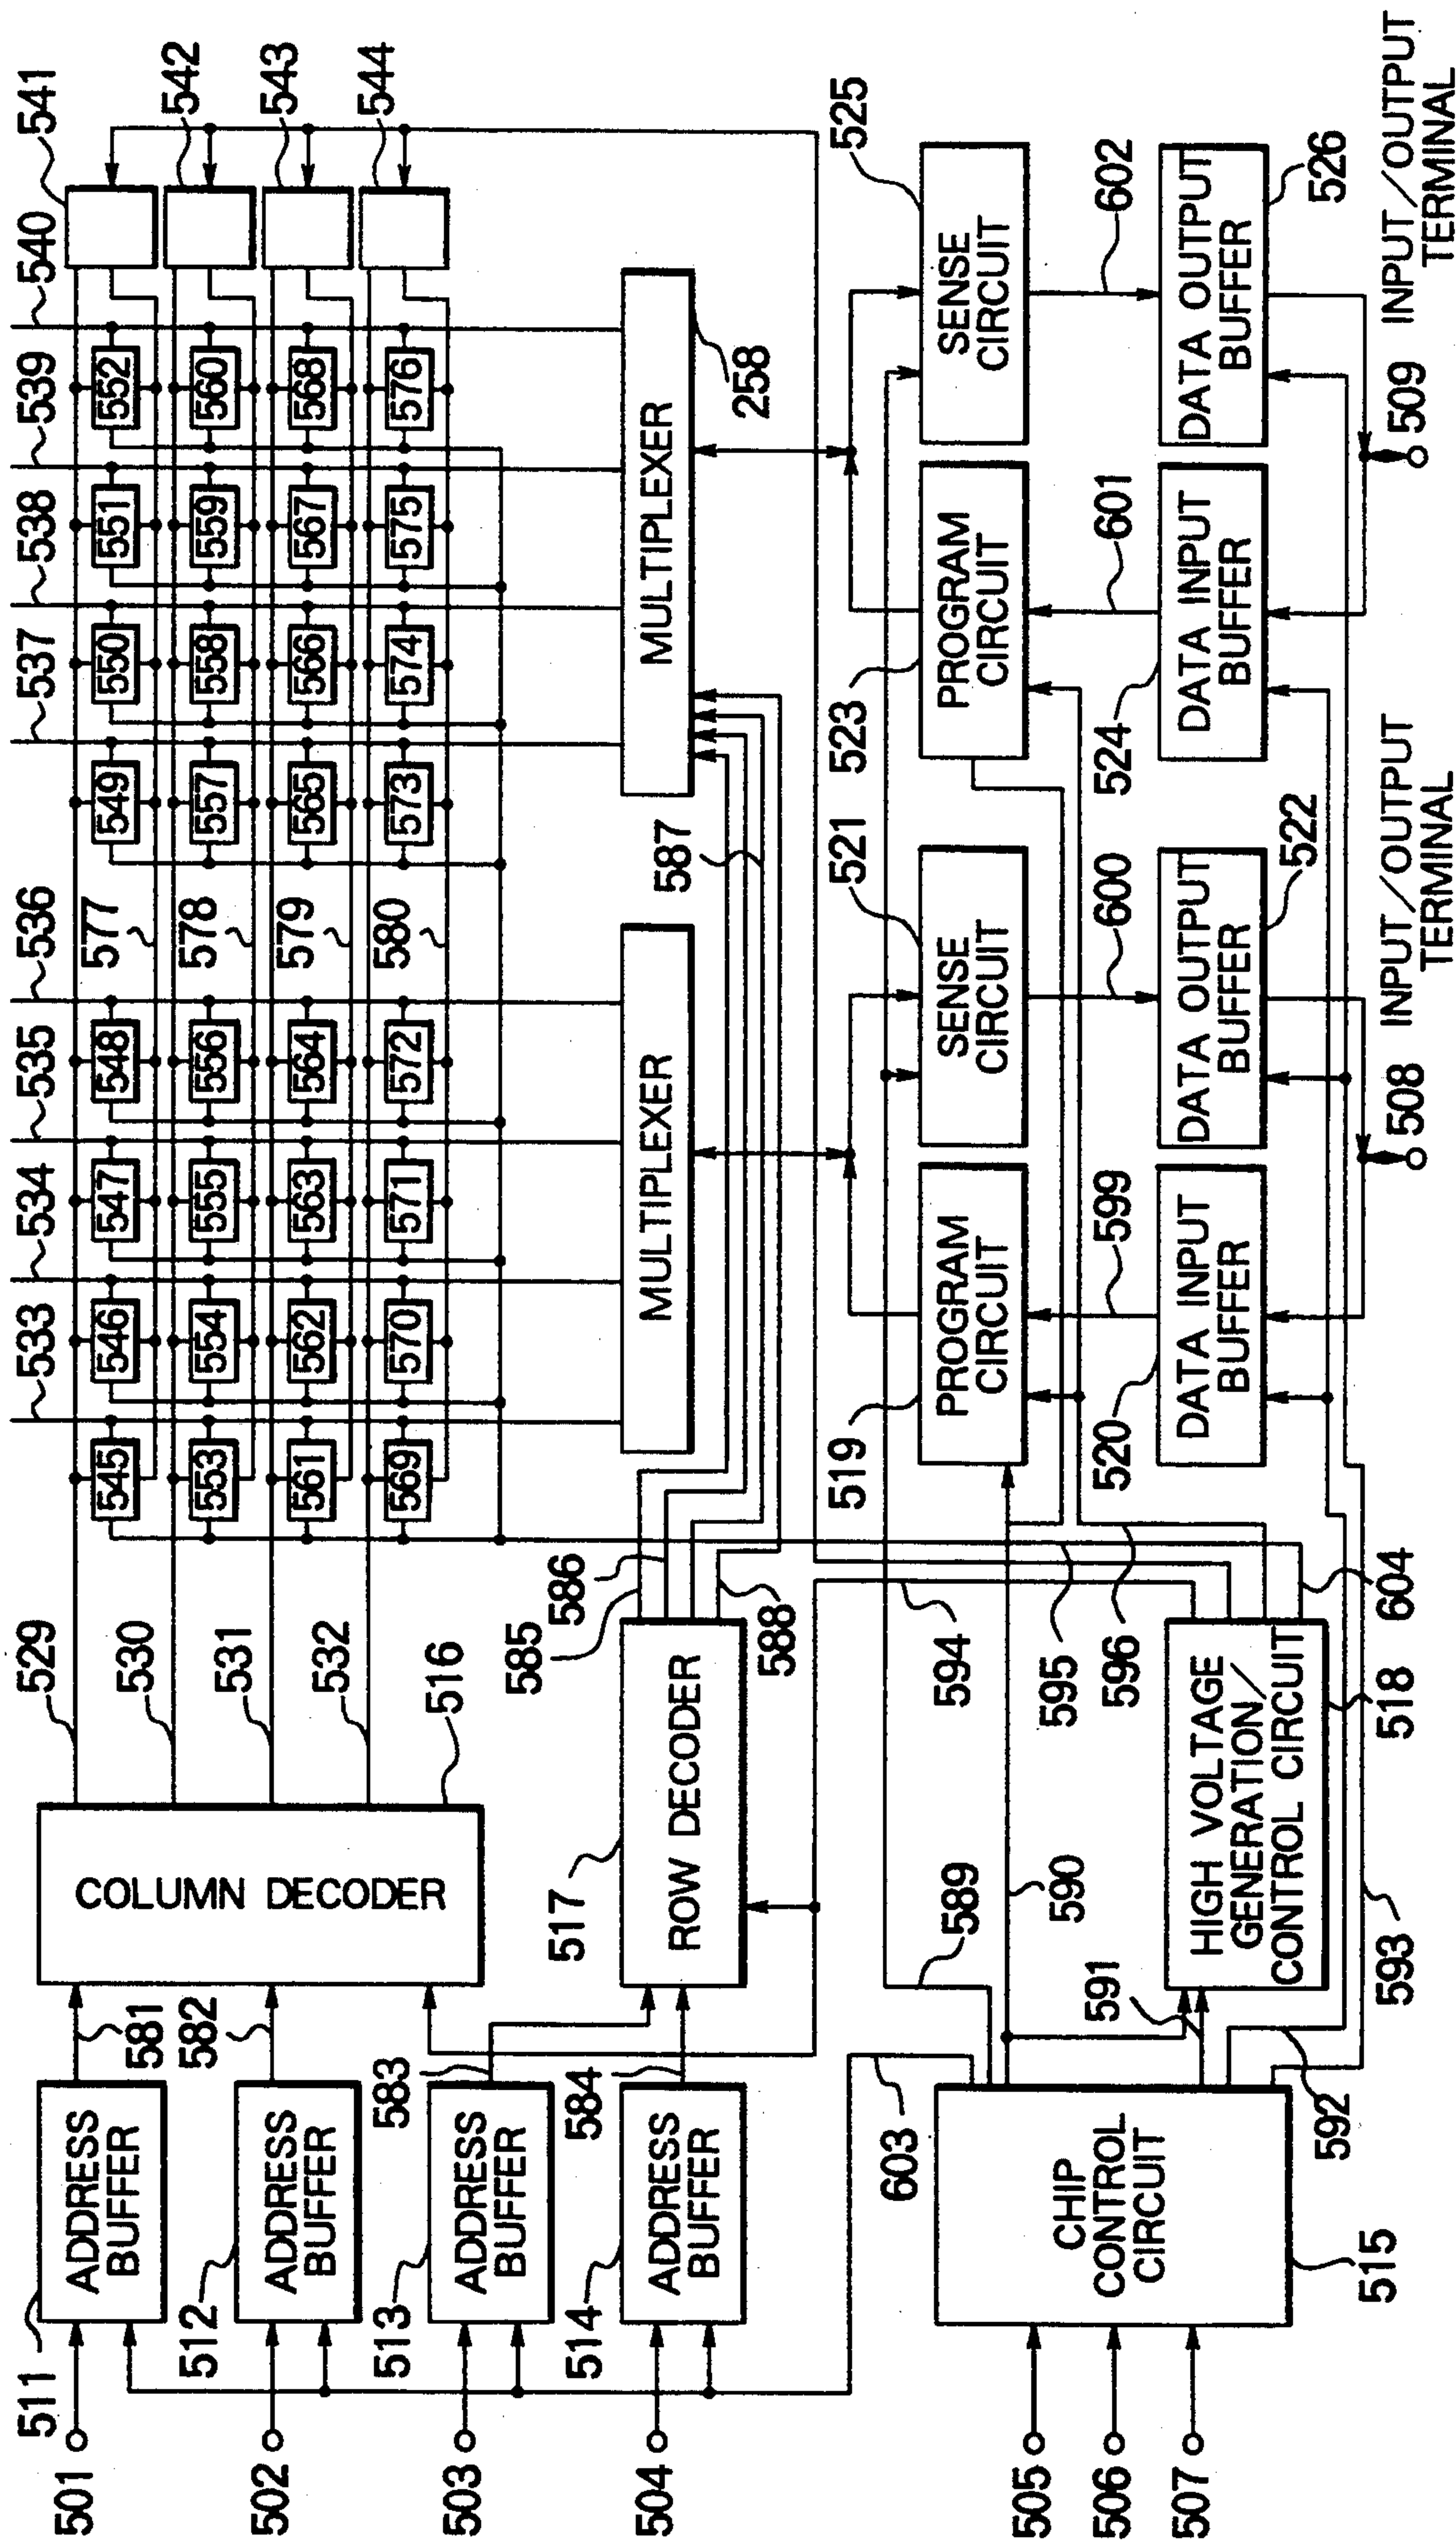 541
542
543
544
540
539
538
537
536
535
534
533
529
530
531
532
552
560
568
576
551
559
567
575
550
558
566
574
549
557
565
573
577
578
579
580
548
556
564
572
547
555
563
571
546
554
562
570
545
553
561
569
COLUMN DECODER
516
581
582
583
584
ADDRESS
BUFFER
511
501
ADDRESS
BUFFER
512
502
ADDRESS
BUFFER
513
503
ADDRESS
BUFFER
514
504
ROW DECODER
517
585
586
587
588
MULTIPLEXER
MULTIPLEXER
258
PROGRAM
CIRCUIT
519
SENSE
CIRCUIT
521
PROGRAM
CIRCUIT
523
SENSE
CIRCUIT
525
599
600
601
602
DATA INPUT
BUFFER
520
DATA OUTPUT
BUFFER
522
DATA INPUT
BUFFER
524
DATA OUTPUT
BUFFER
526
508
INPUT/OUTPUT
TERMINAL
509
INPUT/OUTPUT
TERMINAL
603
589
590
591
592
593
594
595
596
604
HIGH VOLTAGE
GENERATION/
CONTROL CIRCUIT
518
CHIP
CONTROL
CIRCUIT
515
505
506
507